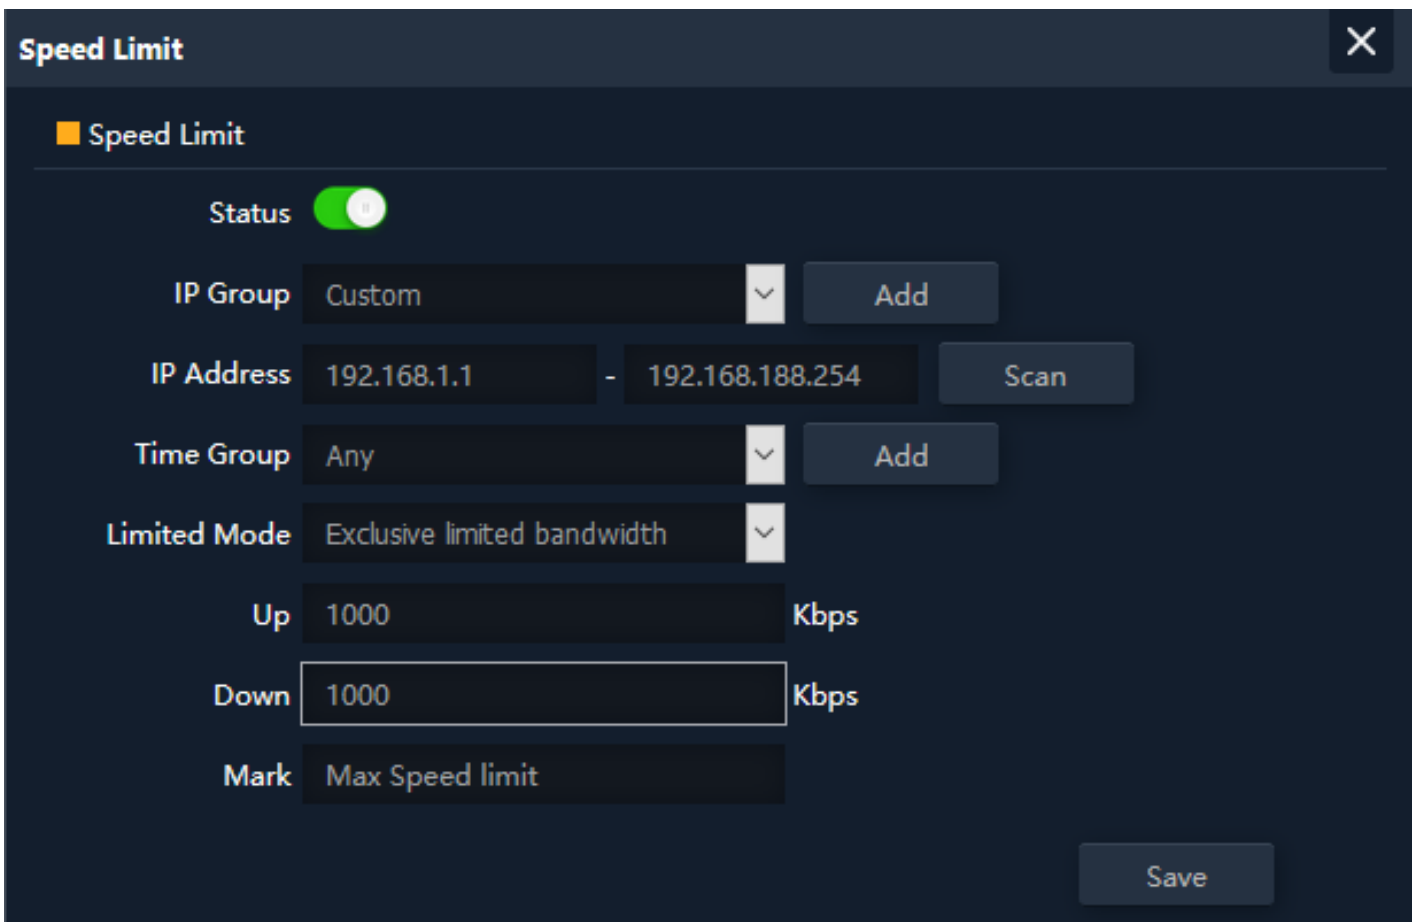 Speed Limit
Speed Limit
Status
IP Group Custom Add
IP Address 192.168.1.1 - 192.168.188.254 Scan
Time Group Any Add
Limited Mode Exclusive limited bandwidth
Up 1000 Kbps
Down 1000 Kbps
Mark Max Speed limit
Save